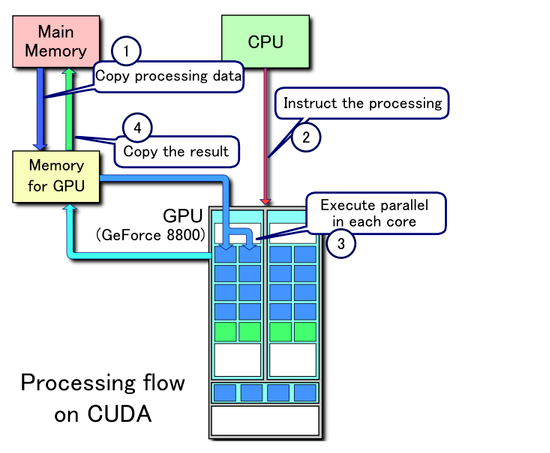 Main
Memory
CPU
1
Copy processing data
Instruct the processing
2
4
Copy the result
Memory
for GPU
GPU
(GeForce 8800)
Execute parallel
in each core
3
Processing flow
on CUDA